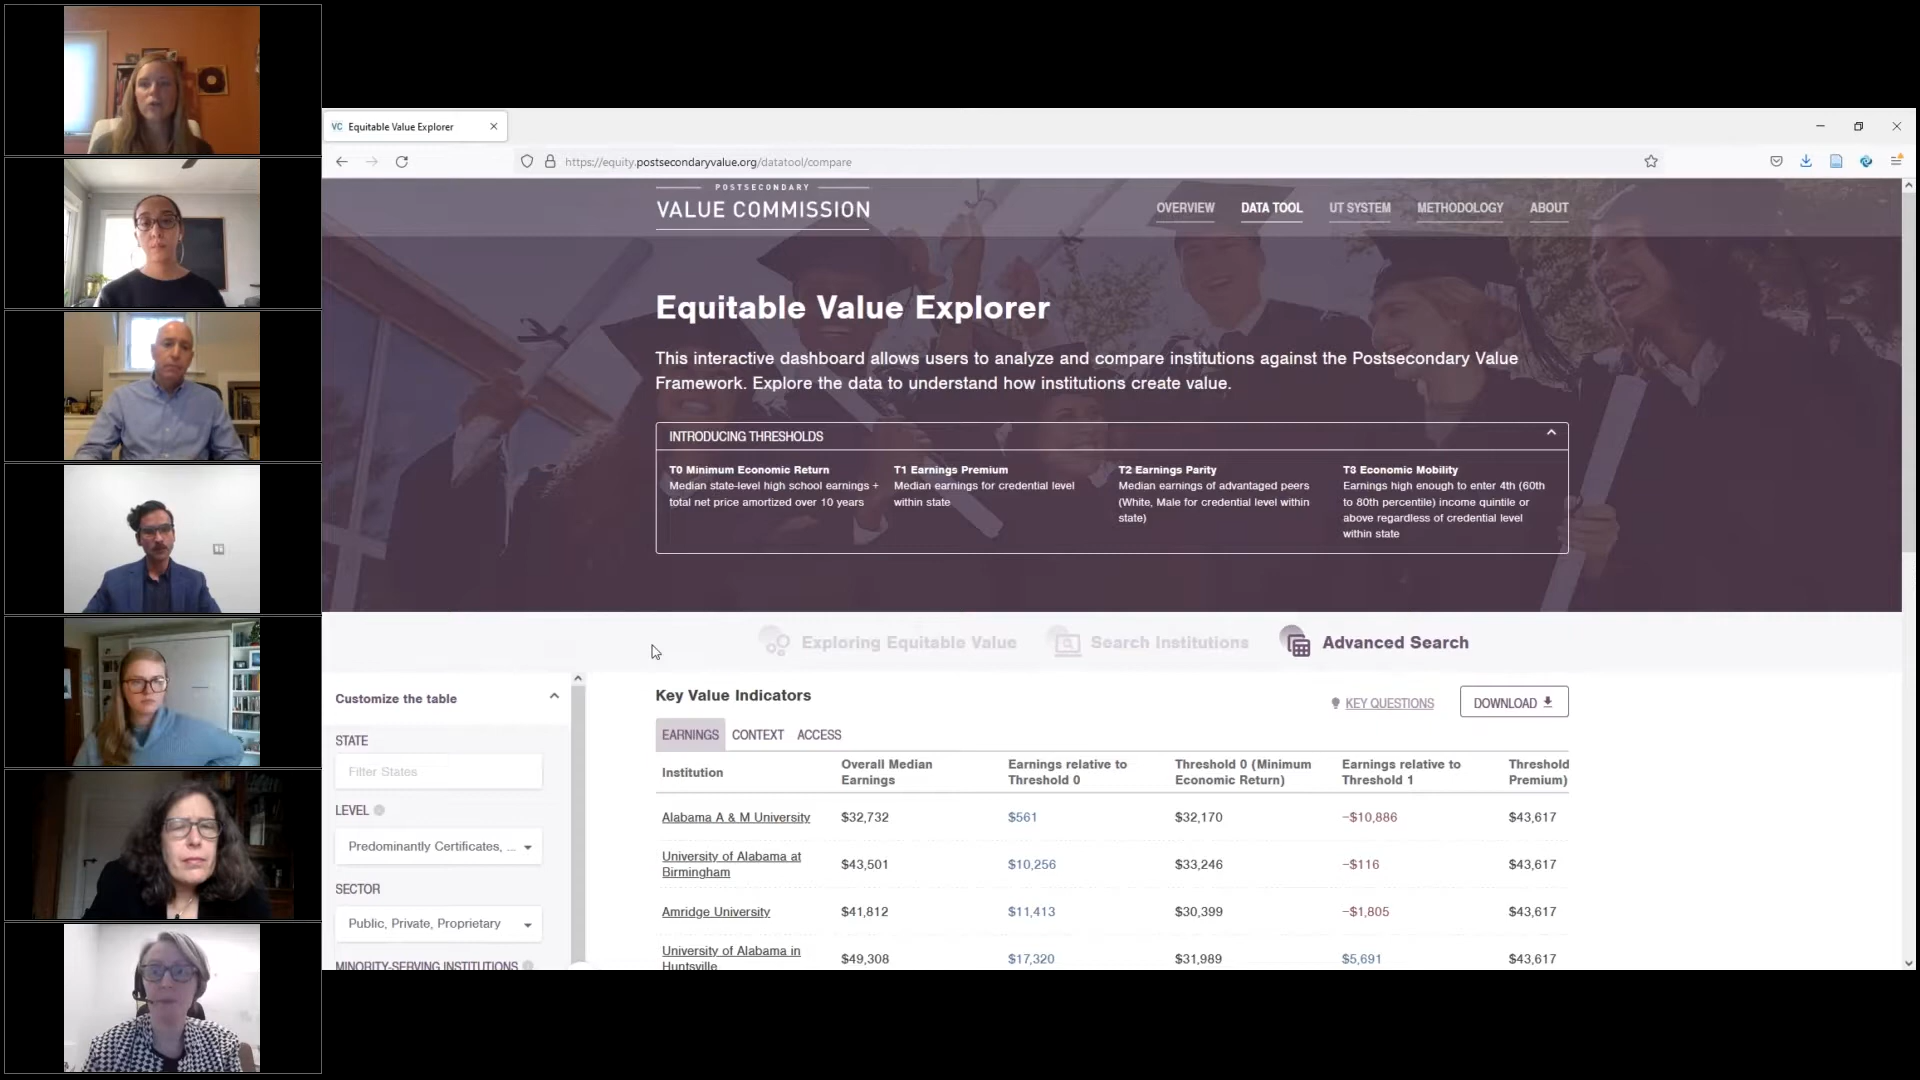 VC Equitable Value Explorer
https://equity.postsecondaryvalue.org/datatool/compare
POSTSECONDARY
VALUE COMMISSION
OVERVIEW DATA TOOL UT SYSTEM METHODOLOGY ABOUT
Equitable Value Explorer
This interactive dashboard allows users to analyze and compare institutions against the Postsecondary Value
Framework. Explore the data to understand how institutions create value.
INTRODUCING THRESHOLDS
T0 Minimum Economic Return
Median state-level high school earnings +
total net price amortized over 10 years
T1 Earnings Premium
Median earnings for credential level
within state
T2 Earnings Parity
Median earnings of advantaged peers
(White, Male for credential level within
state)
T3 Economic Mobility
Earnings high enough to enter 4th (60th
to 80th percentile) income quintile or
above regardless of credential level
within state
Exploring Equitable Value Search Institutions Advanced Search
Customize the table
STATE
Filter States
LEVEL
Predominantly Certificates, ...
SECTOR
Public, Private, Proprietary
MINORITY-SERVING INSTITUTIONS
Key Value Indicators
KEY QUESTIONS DOWNLOAD
EARNINGS CONTEXT ACCESS
Institution
Overall Median
Earnings
Earnings relative to
Threshold 0
Threshold 0 (Minimum
Economic Return)
Earnings relative to
Threshold 1
Threshold
Premium)
Alabama A & M University $32,732 $561 $32,170 −$10,886 $43,617
University of Alabama at
Birmingham
$43,501 $10,256 $33,246 −$116 $43,617
Amridge University $41,812 $11,413 $30,399 −$1,805 $43,617
University of Alabama in
Huntsville
$49,308 $17,320 $31,989 $5,691 $43,617